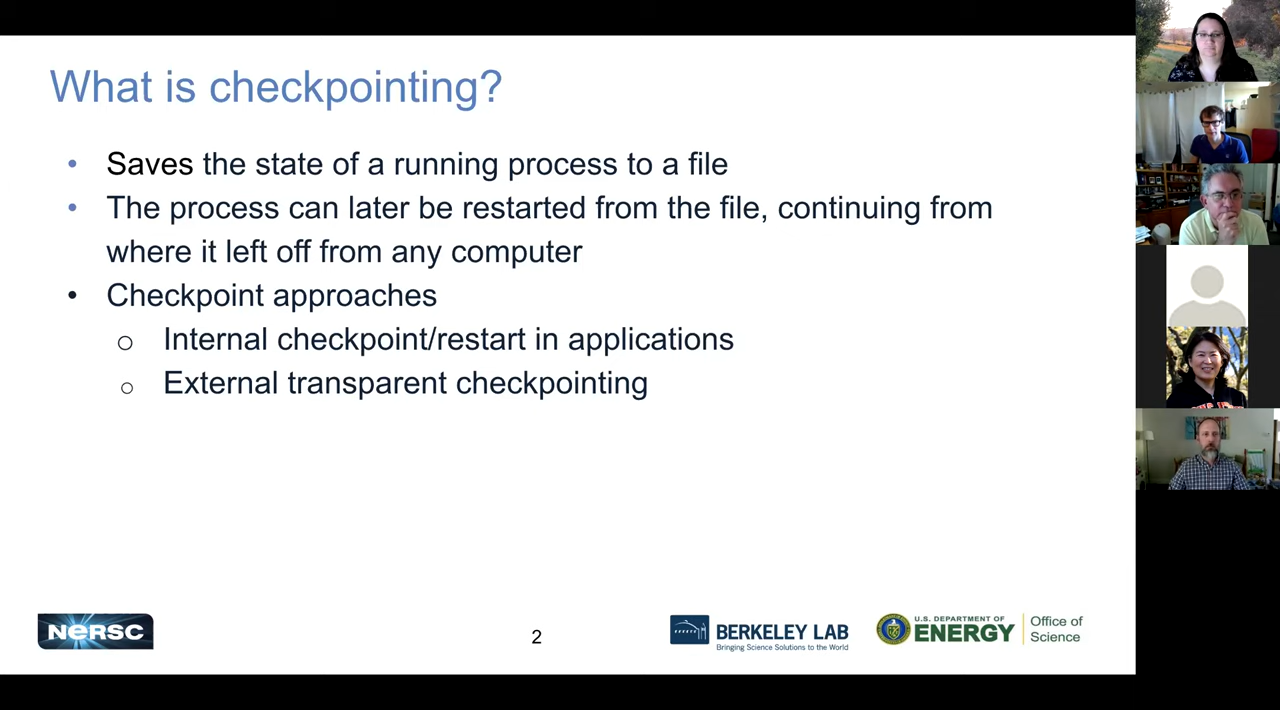 What is checkpointing?
• Saves the state of a running process to a file
• The process can later be restarted from the file, continuing from
where it left off from any computer
• Checkpoint approaches
o Internal checkpoint/restart in applications
o External transparent checkpointing
NERSC
2
BERKELEY LAB
Bringing Science Solutions to the World
U.S. DEPARTMENT OF
ENERGY
Office of
Science